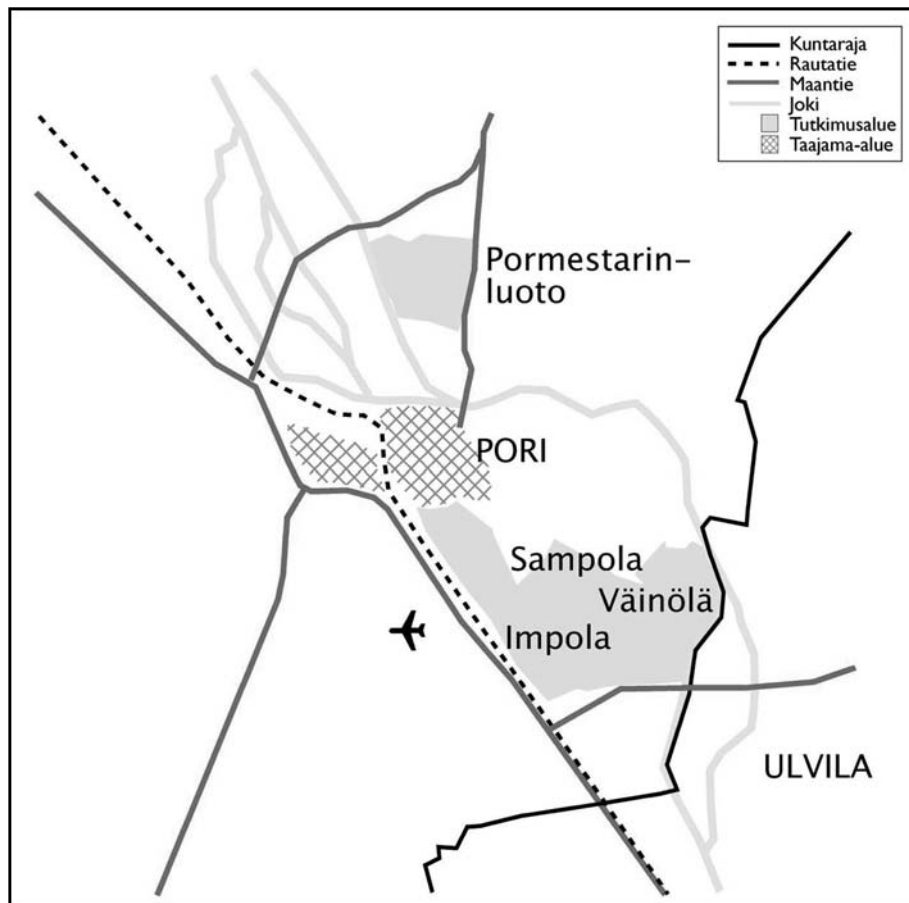 Kuntaraja
Rautatie
Maantie
Joki
Tutkimusalue
Taajama-alue
Pormestarin-
luoto
PORI
Sampola
Väinölä
Impola
ULVILA